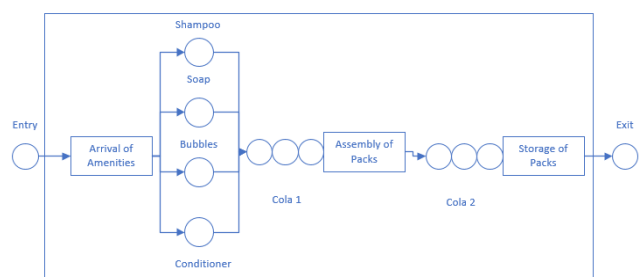 Shampoo
Soap
Entry
Exit
Arrival of
Amenities
Bubbles
Assembly of
Packs
Storage of
Packs
Cola 1
Cola 2
Conditioner